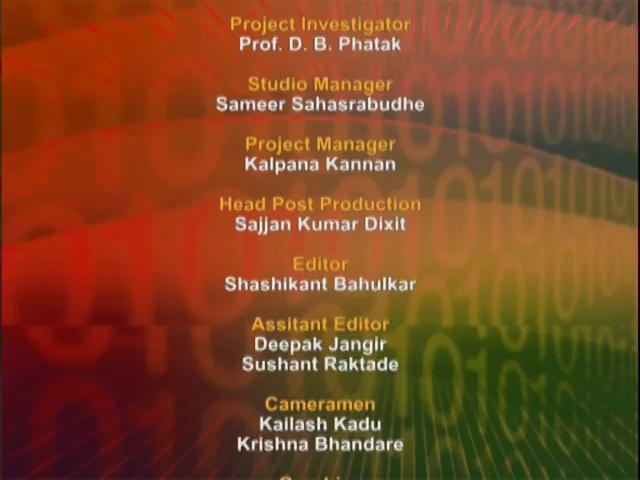 Project Investigator
Prof. D. B. Phatak
Studio Manager
Sameer Sahasrabudhe
Project Manager
Kalpana Kannan
Head Post Production
Sajjan Kumar Dixit
Editor
Shashikant Bahulkar
Assitant Editor
Deepak Jangir
Sushant Raktade
Cameramen
Kailash Kadu
Krishna Bhandare